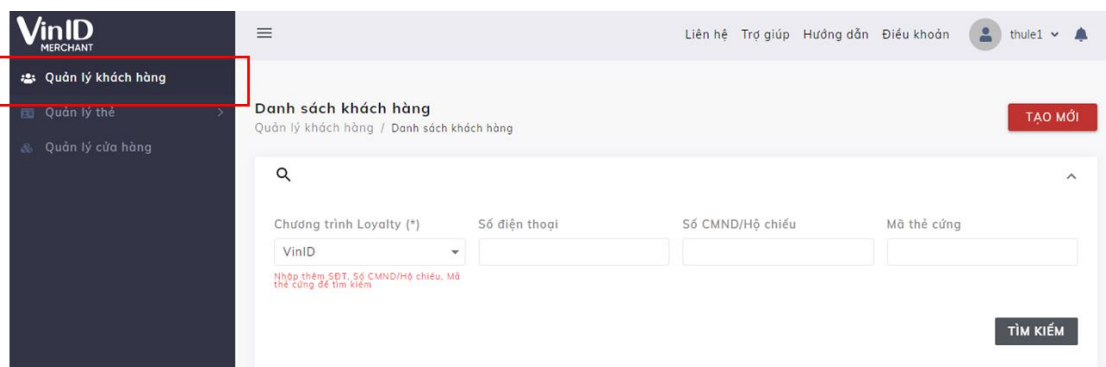 VinID
MERCHANT
Liên hệ Trợ giúp Hướng dẫn Điều khoản thule1
Quản lý khách hàng
Quản lý thẻ
Quản lý cửa hàng
Danh sách khách hàng
Quản lý khách hàng / Danh sách khách hàng
TẠO MỚI
Chương trình Loyalty (*) Số điện thoại Số CMND/Hộ chiếu Mã thẻ cứng
VinID
Nhập thêm SĐT, Số CMND/Hộ chiếu, Mã
thẻ cứng để tìm kiếm
TÌM KIẾM